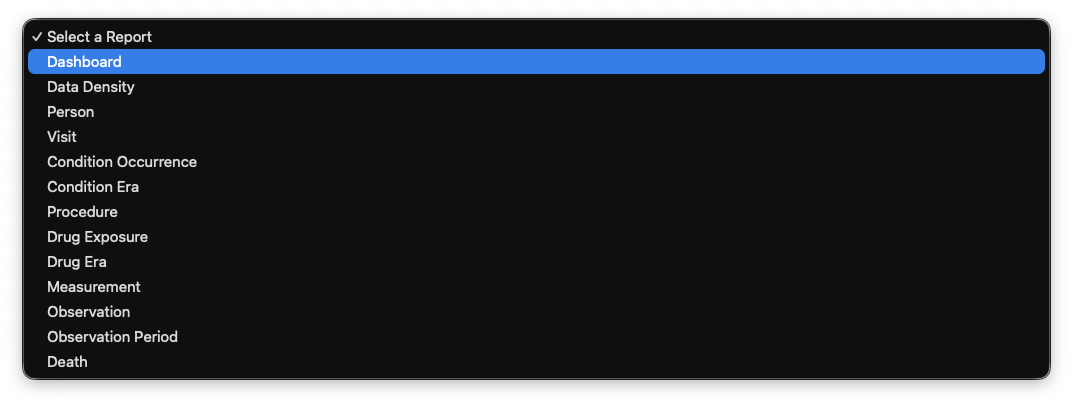 ✓ Select a Report
Dashboard
Data Density
Person
Visit
Condition Occurrence
Condition Era
Procedure
Drug Exposure
Drug Era
Measurement
Observation
Observation Period
Death